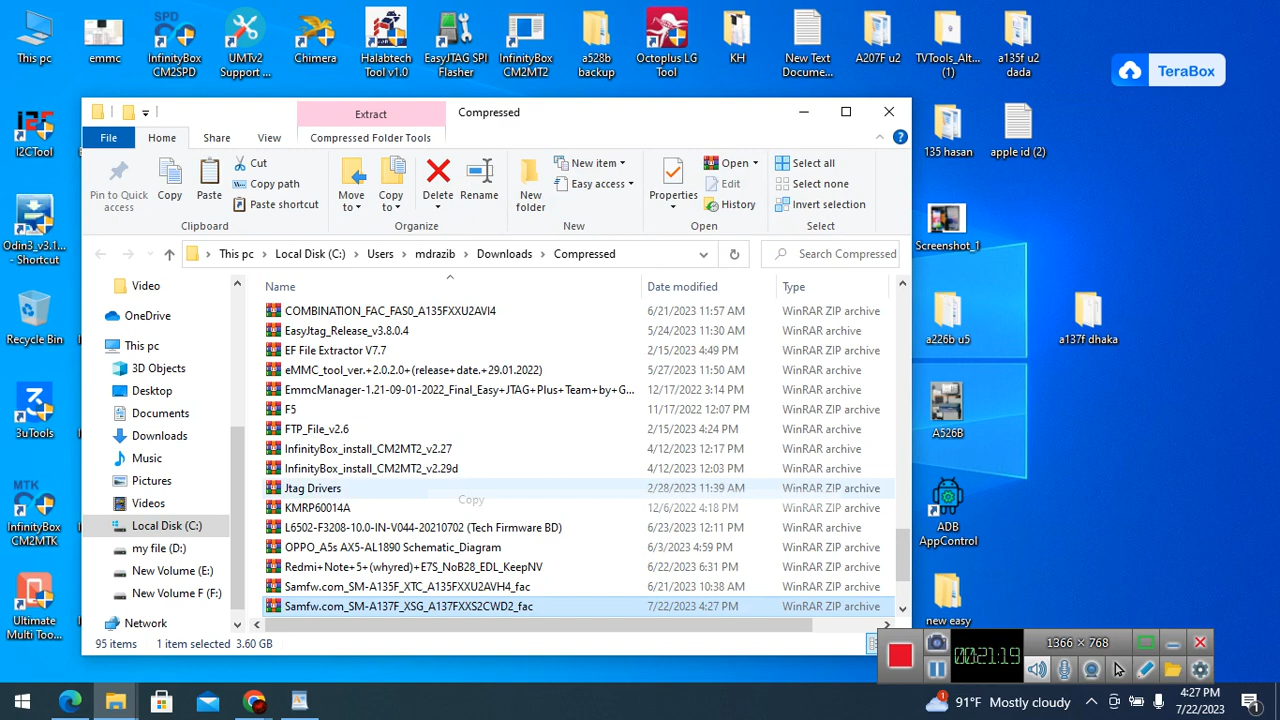 This pc
emmc
SPD
InfinityBox CM2SPD
UMTv2 Support ...
Chimera
Halabtech Tool v1.0
EasyJTAG SPI Flasher
InfinityBox CM2MT2
a528b backup
Octoplus LG Tool
KH
New Text Docume...
A207F u2
TVTools_Alt... (1)
a135f u2 dada
TeraBox
I2CTool
135 hasan
apple id (2)
Odin3_v3.1... - Shortcut
Screenshot_1
Recycle Bin
a226b u5
a137f dhaka
3uTools
A526B
MTK
InfinityBox CM2MTK
ADB AppControl
Ultimate Multi Too...
new easy
Extract
Compressed
File
Home
Share
View
Compressed Folder Tools
Pin to Quick access
Copy
Paste
Cut
Copy path
Paste shortcut
Clipboard
Move to
Copy to
Delete
Rename
Organize
New folder
New item
Easy access
New
Properties
Open
Edit
History
Open
Select all
Select none
Invert selection
Select
This pc > Local Disk (C:) > Users > mdrazib > Downloads > Compressed
Search Compressed
Video
OneDrive
This pc
3D Objects
Desktop
Documents
Downloads
Music
Pictures
Videos
Local Disk (C:)
my file (D:)
New Volume (E:)
New Volume F (F:)
Network
Name Date modified Type
COMBINATION_FAC_FAS0_A135FXXU2AVI4 6/21/2023 11:57 AM WinRAR ZIP archive
EasyJtag_Release_v3.8.0.4 5/24/2023 11:30 AM WinRAR ZIP archive
EF File Extractor V7.7 2/15/2023 4:49 PM WinRAR ZIP archive
eMMC_tool_ver.+2.0.2.0+(release+date.+29.01.2022) 5/27/2023 11:50 AM WinRAR ZIP archive
EmmcManager-1.21-09-01-2022_Final_Easy+JTAG+Plus+Team+by+G... 12/17/2022 3:14 PM WinRAR ZIP archive
F5 11/17/2022 12:07 PM WinRAR ZIP archive
FTP_File_v2.6 2/15/2023 4:24 PM WinRAR ZIP archive
InfinityBox_install_CM2MT2_v2.27 4/12/2023 12:17 PM WinRAR ZIP archive
InfinityBox_install_CM2MT2_v2.29d 4/12/2023 12:03 PM WinRAR ZIP archive
Jtag Drivers 2/28/2023 11:39 AM WinRAR ZIP archive
Copy
KMRP60014A 12/6/2022 4:18 PM WinRAR ZIP archive
L6502-F3208-10.0-IN-V044-20210702 (Tech Firmware BD) 6/23/2023 12:11 PM WinRAR ZIP archive
OPPO_A5s AX5-AL1890 Schematic_Diagram 6/3/2023 4:59 PM WinRAR ZIP archive
Redmi+Note+5+(whyred)+E7S_NoB28_EDL_KeepNV 6/22/2023 6:31 PM WinRAR ZIP archive
Samfw.com_SM-A135F_XTC_A135FXXU2AVH4_fac 6/21/2023 10:38 AM WinRAR ZIP archive
Samfw.com_SM-A137F_XSG_A137FXXS2CWD2_fac 7/22/2023 4:27 PM WinRAR ZIP archive
95 items 1 item selected 3.60 GB
00:21:19
1366 × 768
91°F Mostly cloudy
4:27 PM
7/22/2023